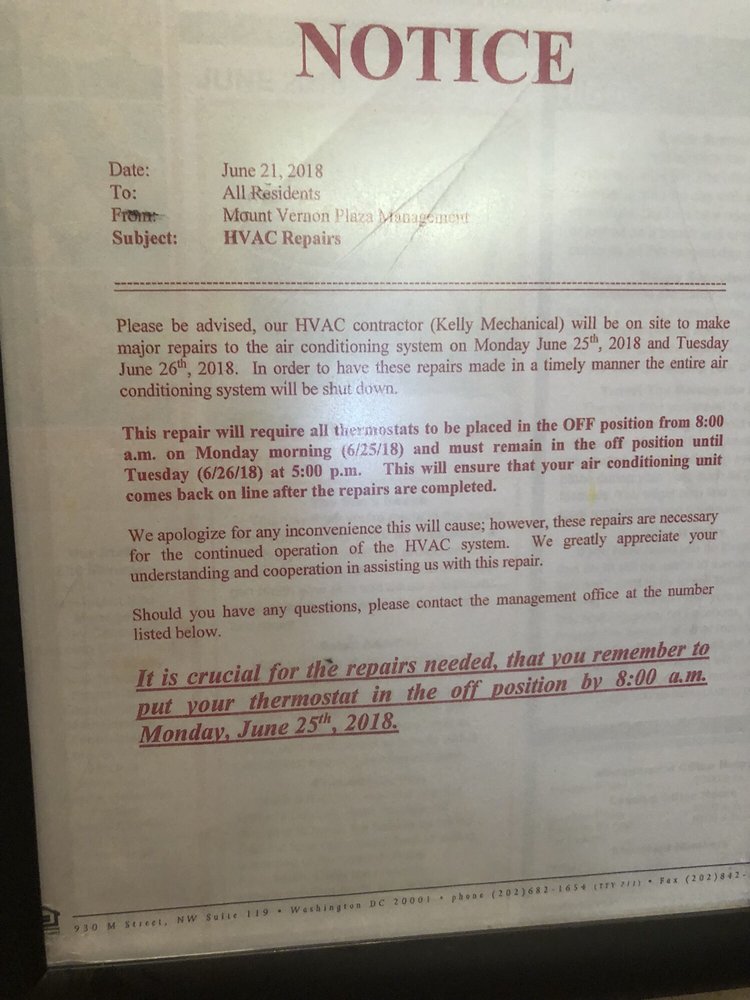 NOTICE
Date: June 21, 2018
To: All Residents
From: Mount Vernon Plaza Management
Subject: HVAC Repairs
Please be advised, our HVAC contractor (Kelly Mechanical) will be on site to make
major repairs to the air conditioning system on Monday June 25th, 2018 and Tuesday
June 26th, 2018. In order to have these repairs made in a timely manner the entire air
conditioning system will be shut down.
This repair will require all thermostats to be placed in the OFF position from 8:00
a.m. on Monday morning (6/25/18) and must remain in the off position until
Tuesday (6/26/18) at 5:00 p.m. This will ensure that your air conditioning unit
comes back on line after the repairs are completed.
We apologize for any inconvenience this will cause; however, these repairs are necessary
for the continued operation of the HVAC system. We greatly appreciate your
understanding and cooperation in assisting us with this repair.
Should you have any questions, please contact the management office at the number
listed below.
It is crucial for the repairs needed, that you remember to
put your thermostat in the off position by 8:00 a.m.
Monday, June 25th, 2018.
930 M Street, NW Suite 119 • Washington DC 20001 • phone (202)682-1654 (TTY 711) • Fax (202)842-